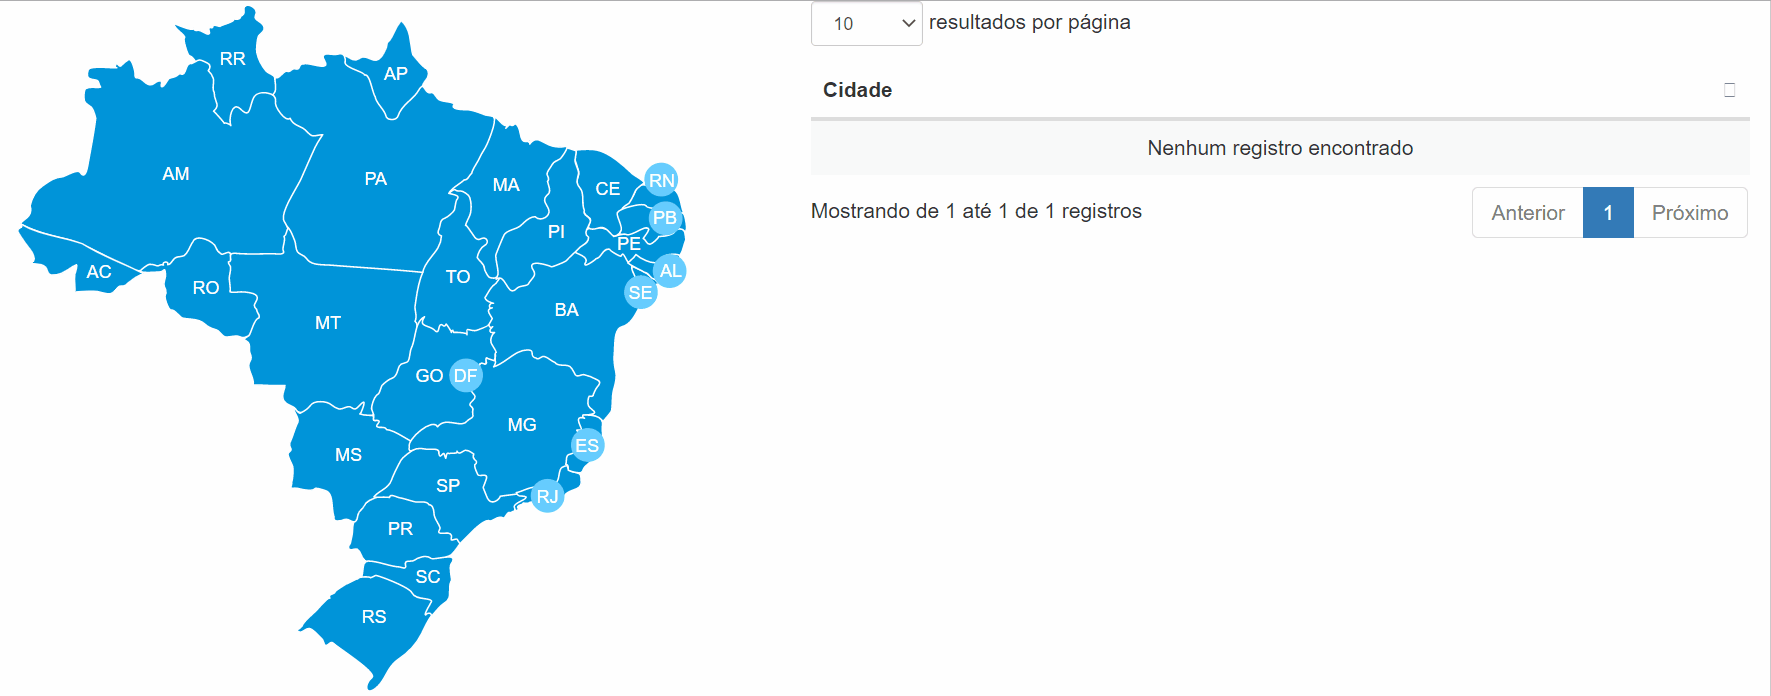 RR
AP
AM
PA
MA
CE
RN
PB
PI
PE
AC
RO
TO
AL
SE
MT
BA
GO
DF
MG
ES
MS
SP
RJ
PR
SC
RS
10 resultados por página
Cidade
Nenhum registro encontrado
Mostrando de 1 até 1 de 1 registros
Anterior 1 Próximo